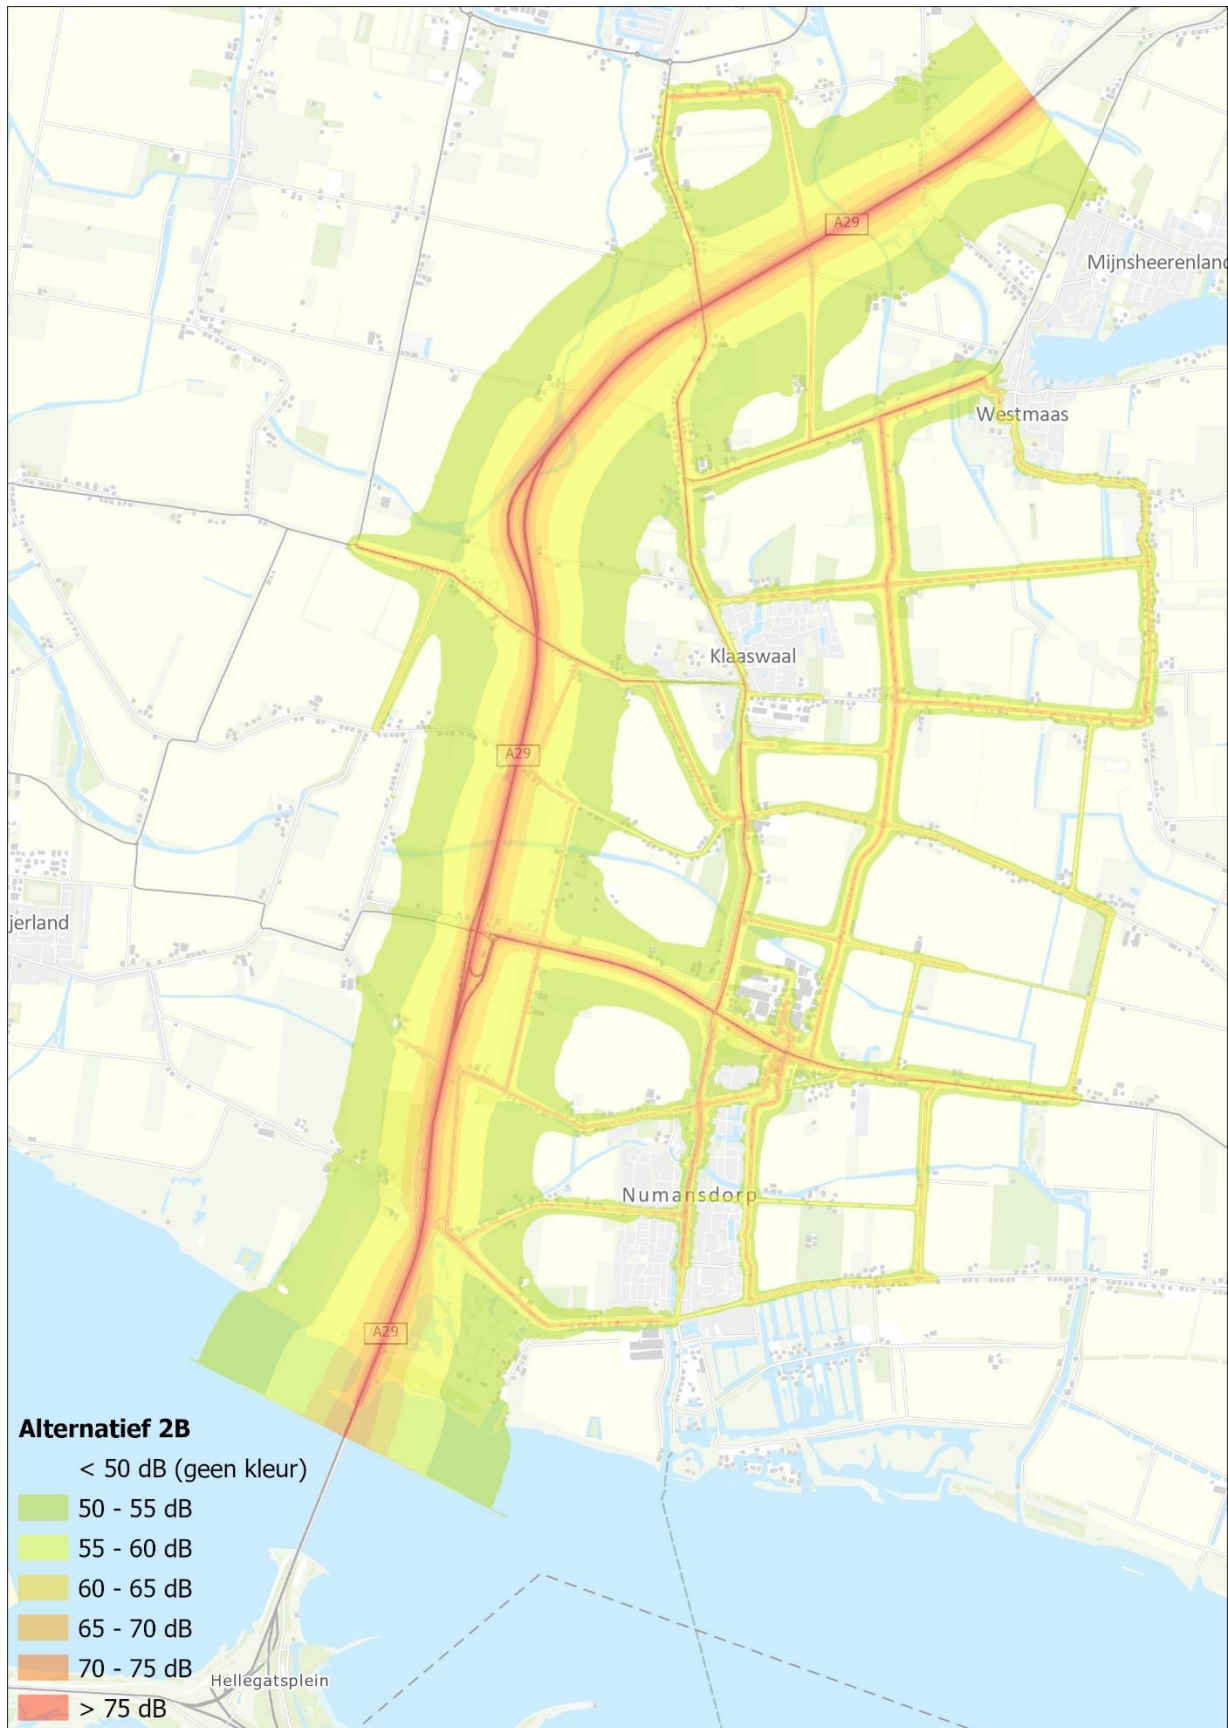 A29
Mijnsheerenland
Westmaas
Klaaswaal
A29
jerland
Numansdorp
A29
Alternatief 2B
< 50 dB (geen kleur)
50 - 55 dB
55 - 60 dB
60 - 65 dB
65 - 70 dB
70 - 75 dB
> 75 dB
Hellegatsplein